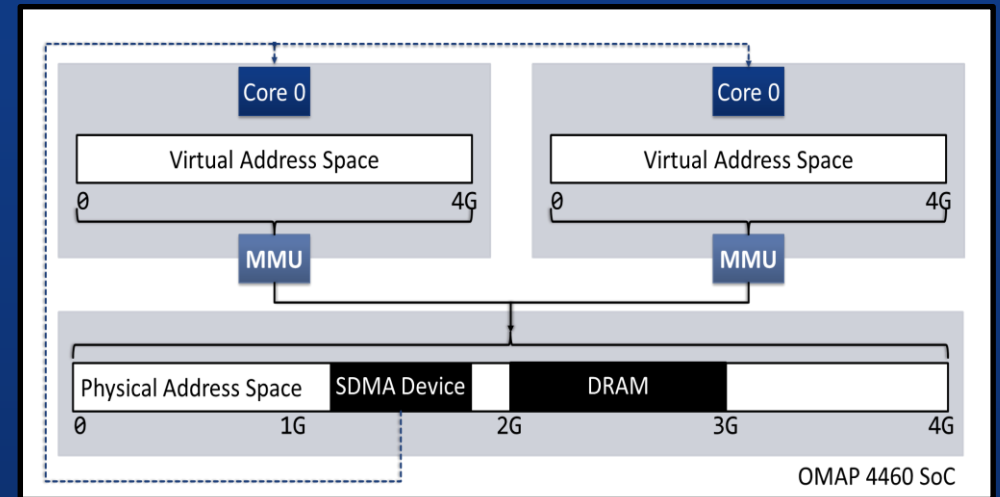 Core 0 Core 0
Virtual Address Space Virtual Address Space
0 4G 0 4G
MMU MMU
Physical Address Space SDMA Device DRAM
0 1G 2G 3G 4G
OMAP 4460 SoC